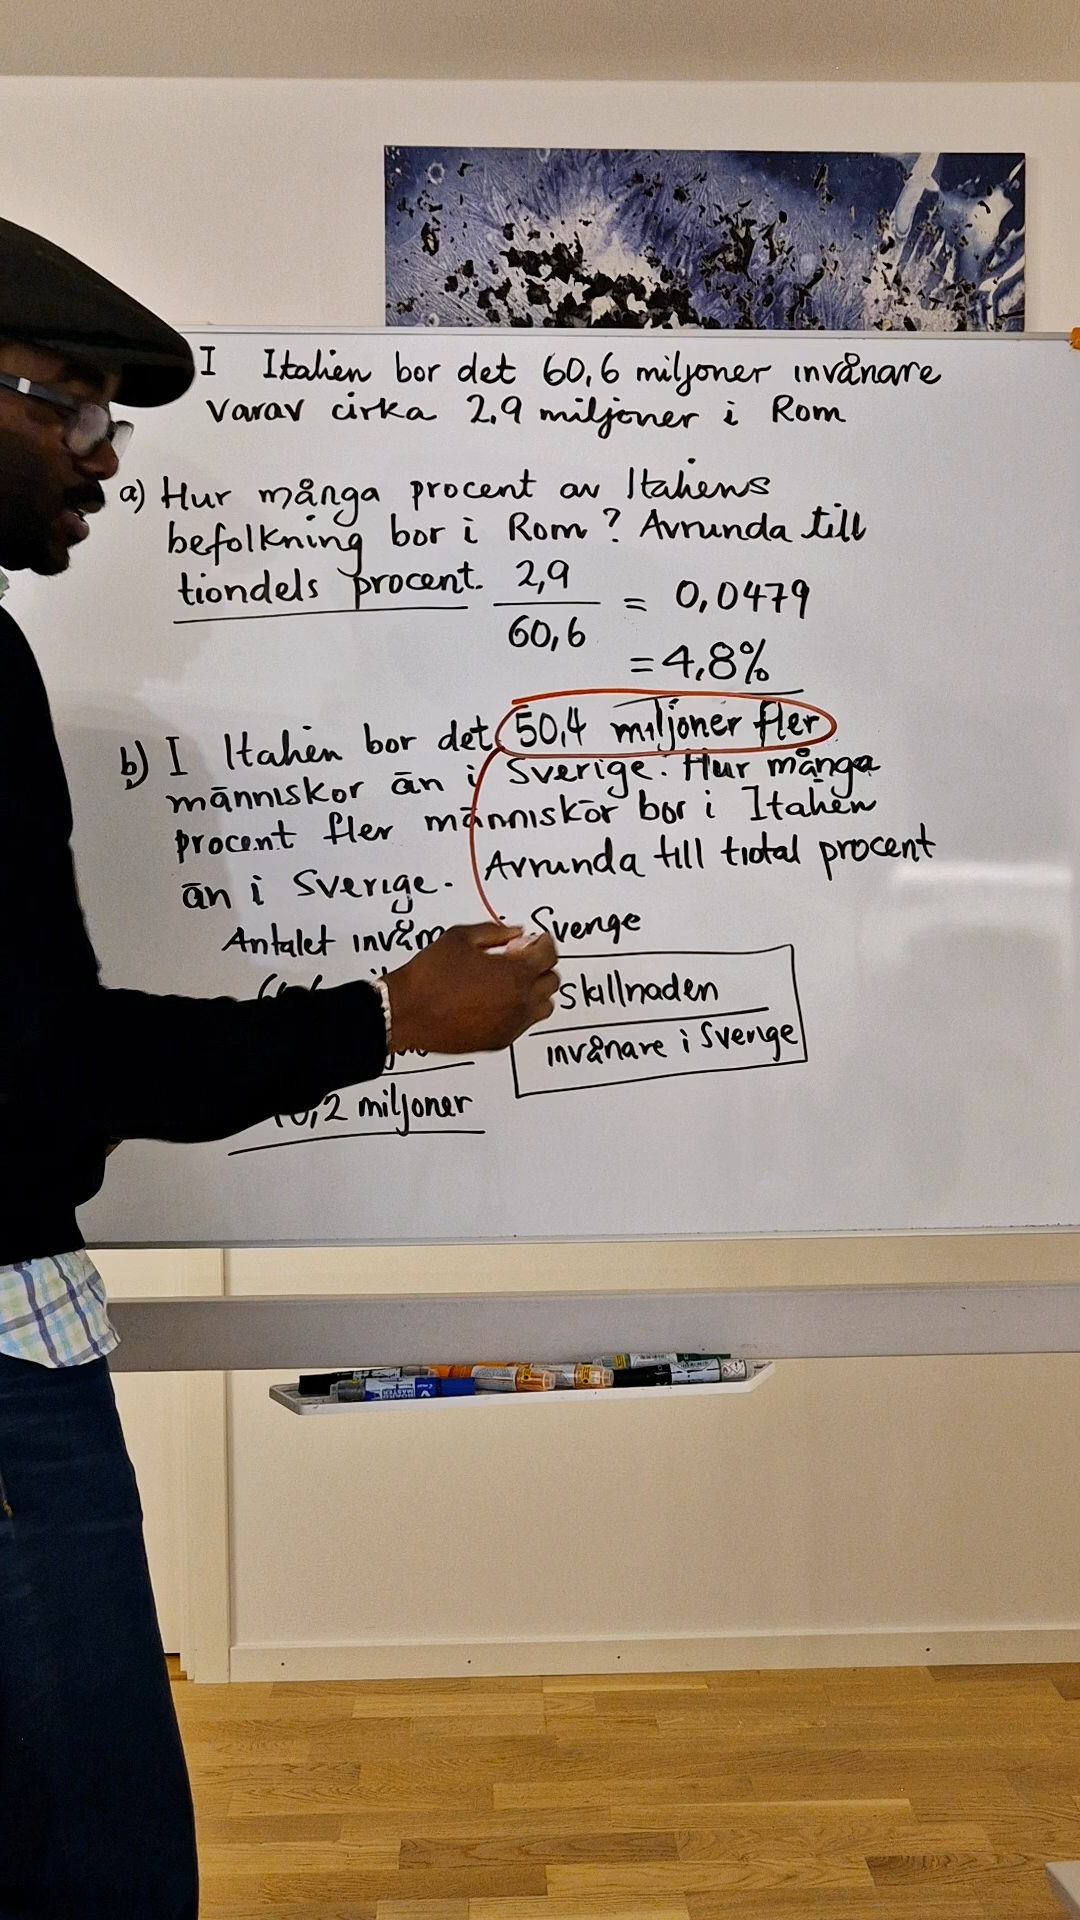 I Italien bor det 60,6 miljoner invånare
varav cirka 2,9 miljoner i Rom
a) Hur många procent av Italiens
befolkning bor i Rom? Avrunda till
tiondels procent.
2,9
60,6
= 0,0479
= 4,8%
b) I Italien bor det 50,4 miljoner fler
människor än i Sverige. Hur många
procent fler människor bor i Italien
än i Sverige. Avrunda till tiotal procent
Antalet Sverige
skillnaden
invånare i Sverige
10,2 miljoner